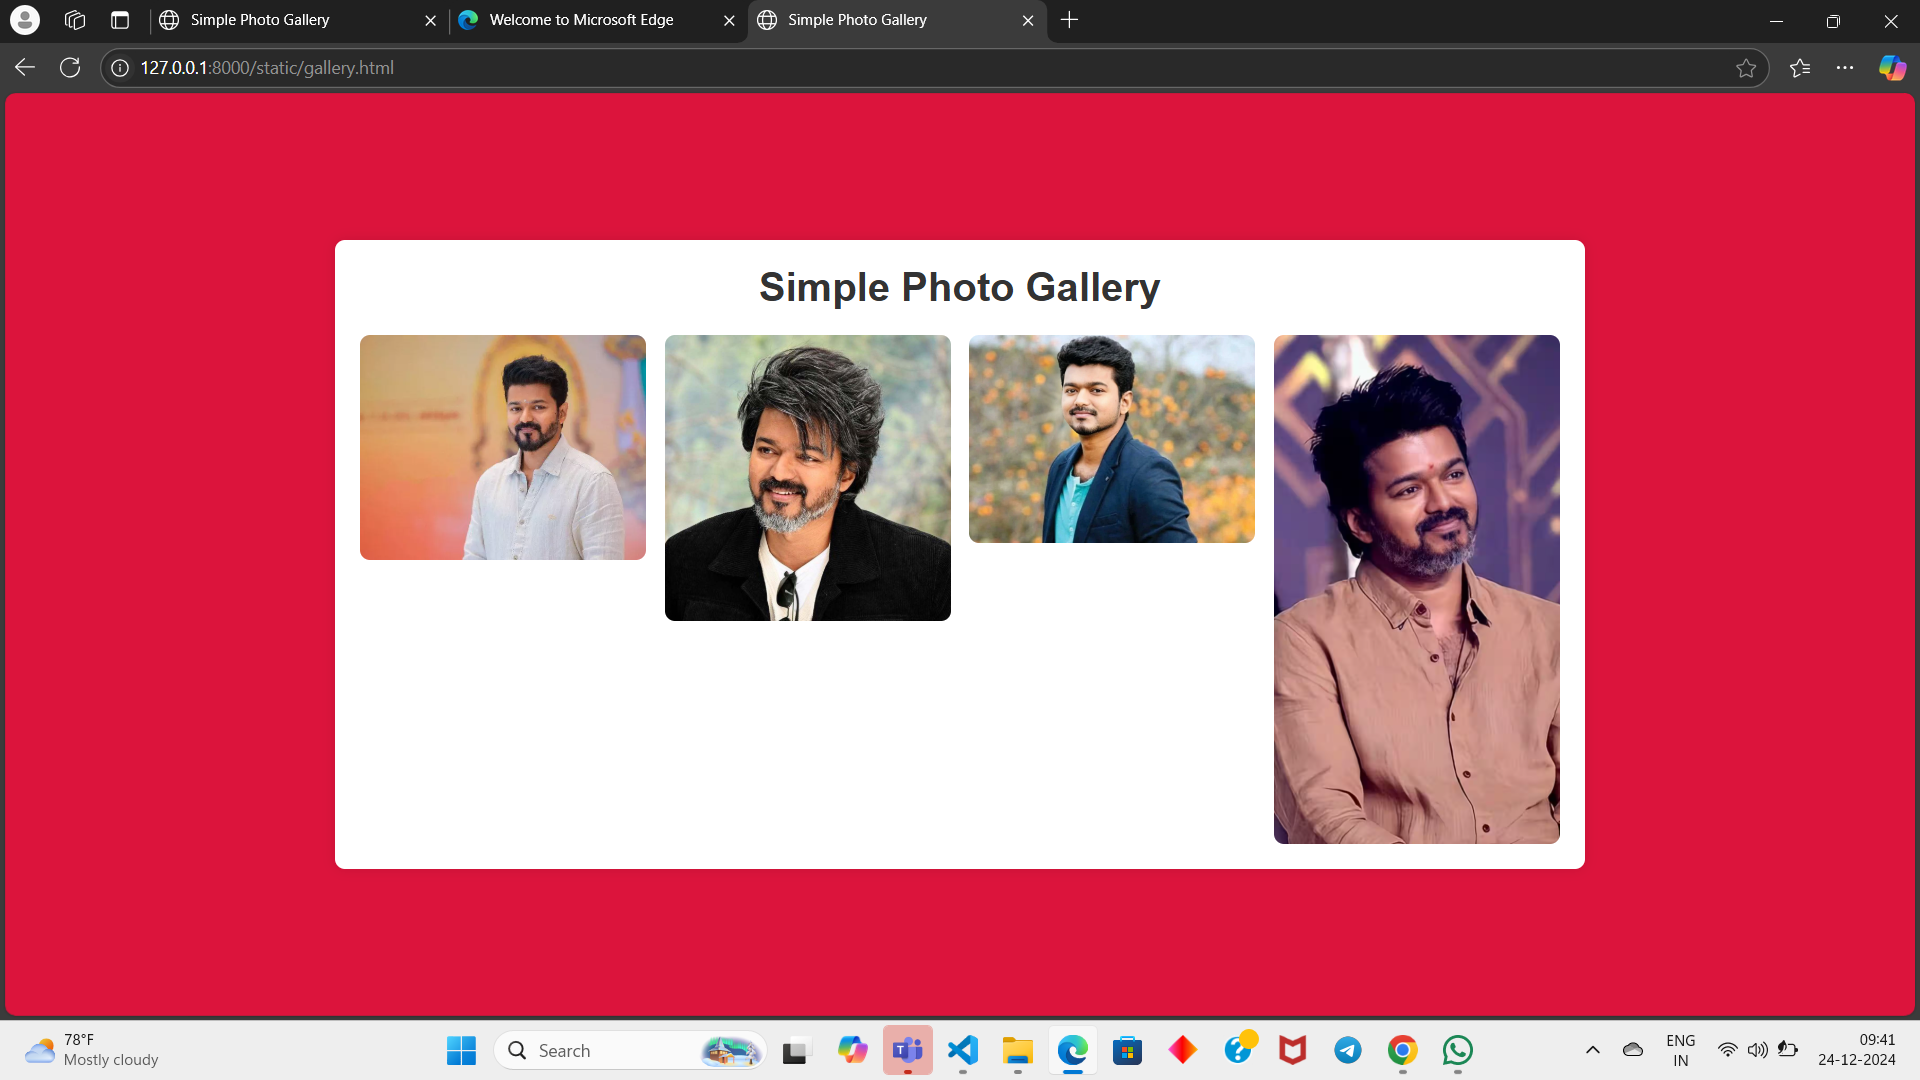 Simple Photo Gallery
Welcome to Microsoft Edge
Simple Photo Gallery
127.0.0.1:8000/static/gallery.html
Simple Photo Gallery
78°F
Mostly cloudy
Search
ENG
IN
09:41
24-12-2024